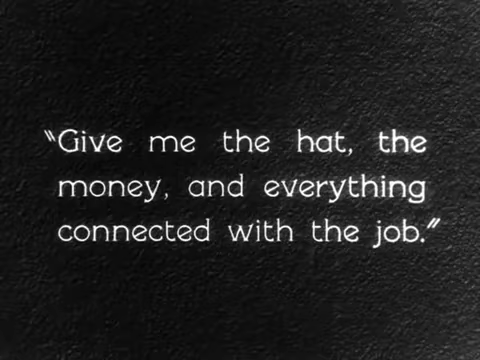 "Give me the hat, the
money, and everything
connected with the job."